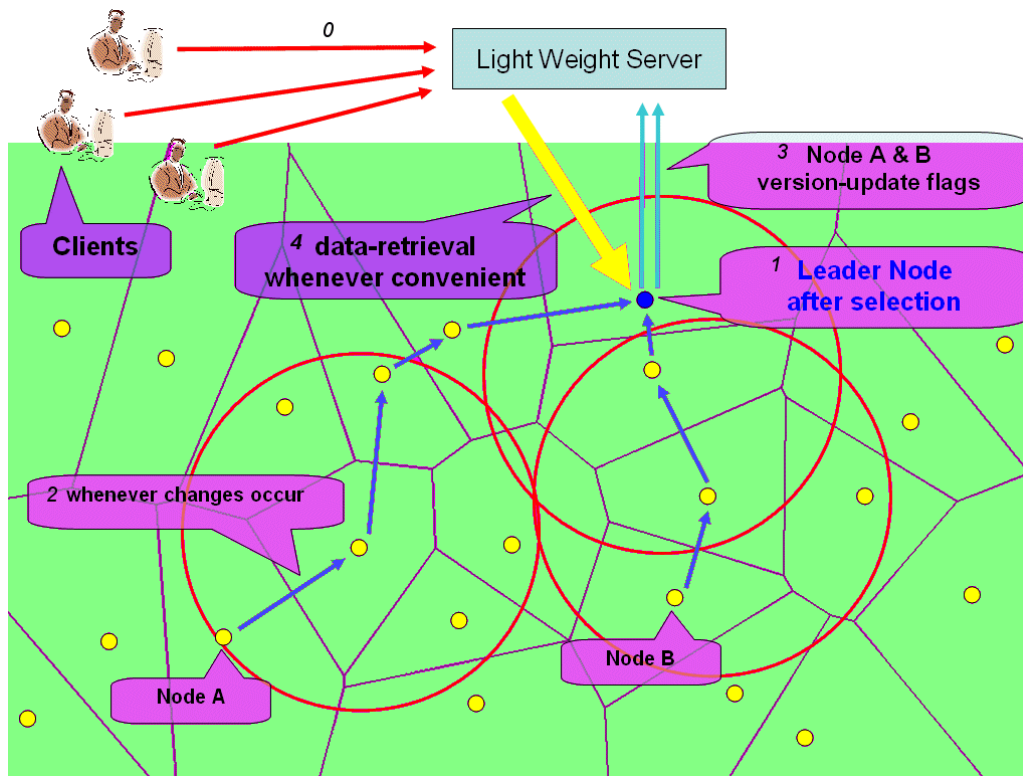 0
Light Weight Server
3 Node A & B
version-update flags
Clients
4 data-retrieval
whenever convenient
1 Leader Node
after selection
2 whenever changes occur
Node A
Node B